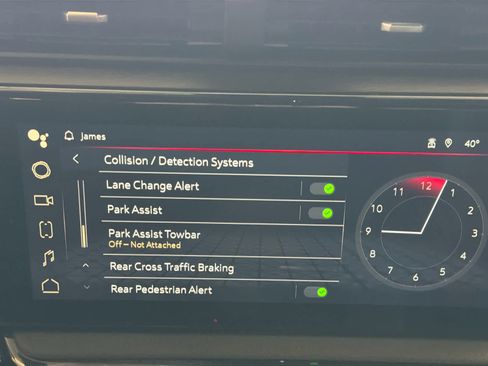 James
40°
Collision / Detection Systems
Lane Change Alert
Park Assist
Park Assist Towbar
Off – Not Attached
Rear Cross Traffic Braking
Rear Pedestrian Alert
12
1
2
3
4
5
6
7
8
9
10
11